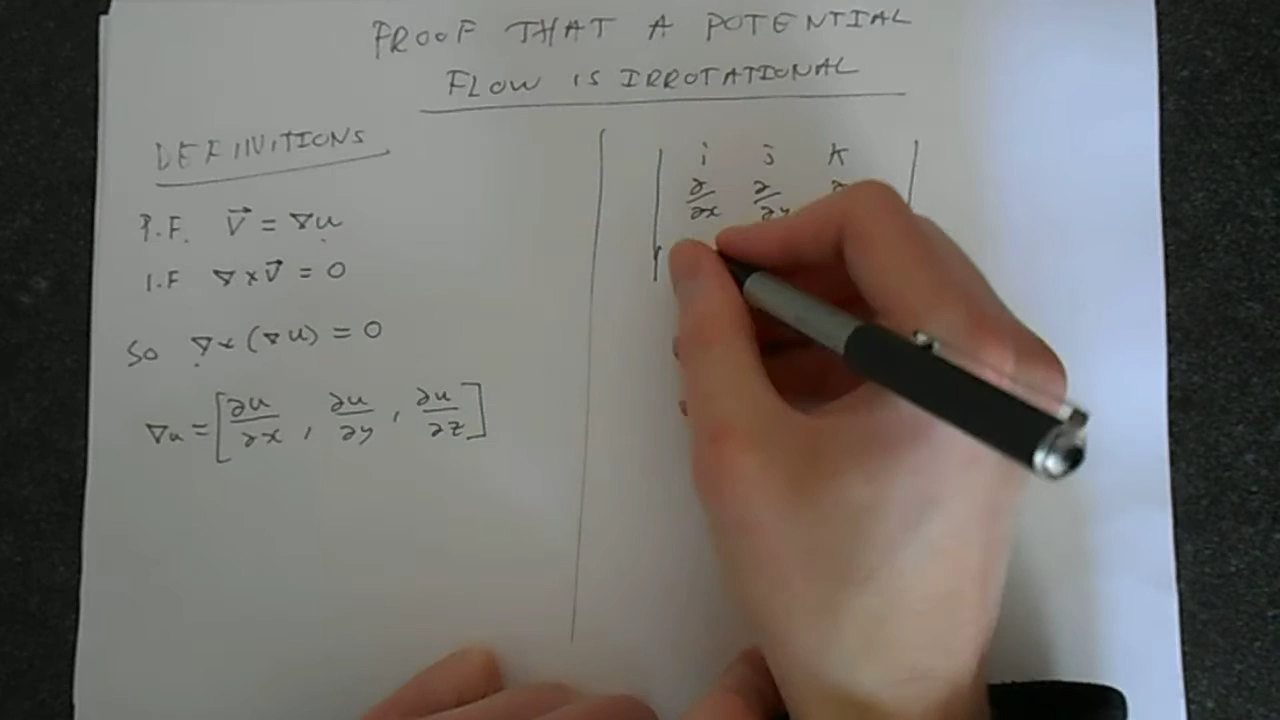 PROOF THAT A POTENTIAL
FLOW IS IRROTATIONAL
DEFINITIONS
P.F. V⃗ = ∇u
I.F ∇×V⃗ = 0
So ∇×(∇u) = 0
∇u = [∂u/∂x, ∂u/∂y, ∂u/∂z]
i j k
∂/∂x ∂/∂y